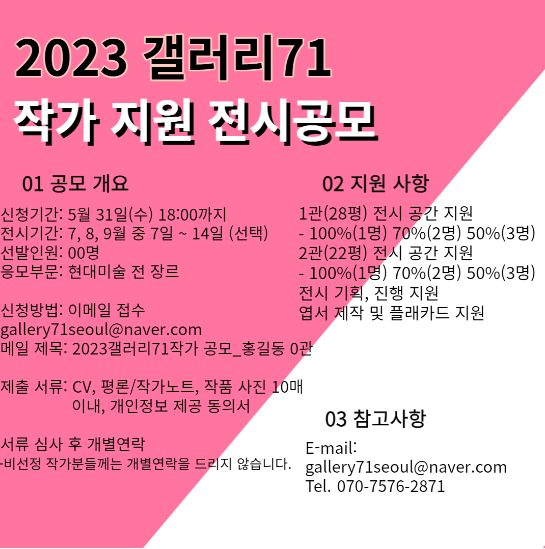 2023 갤러리71
작가 지원 전시공모
01 공모 개요
신청기간: 5월 31일(수) 18:00까지
전시기간: 7, 8, 9월 중 7일 ~ 14일 (선택)
선발인원: 00명
응모부문: 현대미술 전 장르
신청방법: 이메일 접수
gallery71seoul@naver.com
메일 제목: 2023갤러리71작가 공모_홍길동 0관
제출 서류: CV, 평론/작가노트, 작품 사진 10매
이내, 개인정보 제공 동의서
서류 심사 후 개별연락
-비선정 작가분들께는 개별연락을 드리지 않습니다.
02 지원 사항
1관(28평) 전시 공간 지원
- 100%(1명) 70%(2명) 50%(3명)
2관(22평) 전시 공간 지원
- 100%(1명) 70%(2명) 50%(3명)
전시 기획, 진행 지원
엽서 제작 및 플래카드 지원
03 참고사항
E-mail:
gallery71seoul@naver.com
Tel. 070-7576-2871